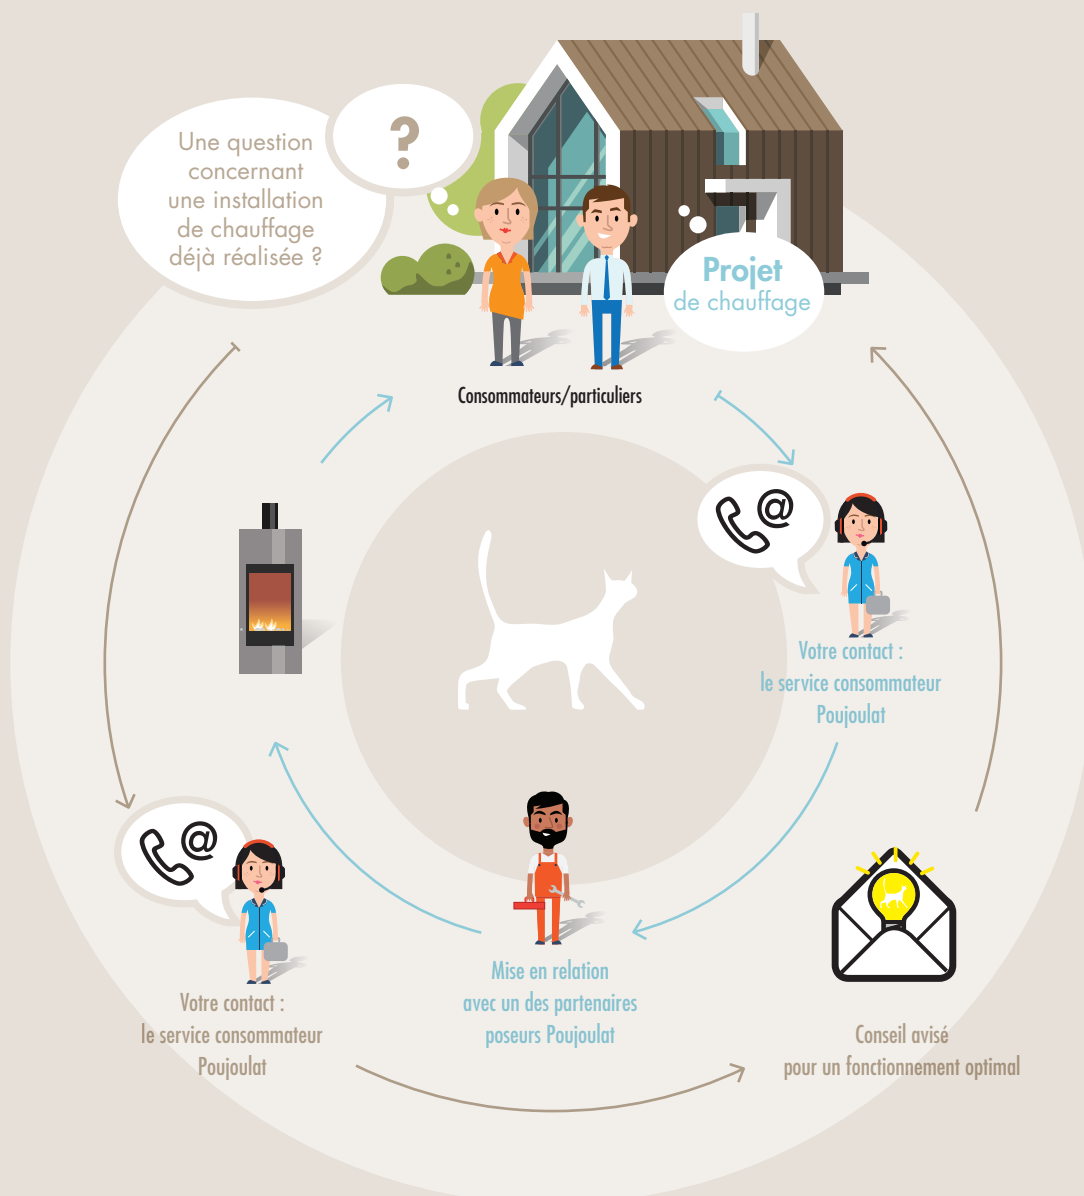 Une question
concernant
une installation
de chauffage
déjà réalisée ?
?
Projet
de chauffage
Consommateurs/particuliers
@
Votre contact :
le service consommateur
Poujoulat
@
Votre contact :
le service consommateur
Poujoulat
Mise en relation
avec un des partenaires
poseurs Poujoulat
Conseil avisé
pour un fonctionnement optimal